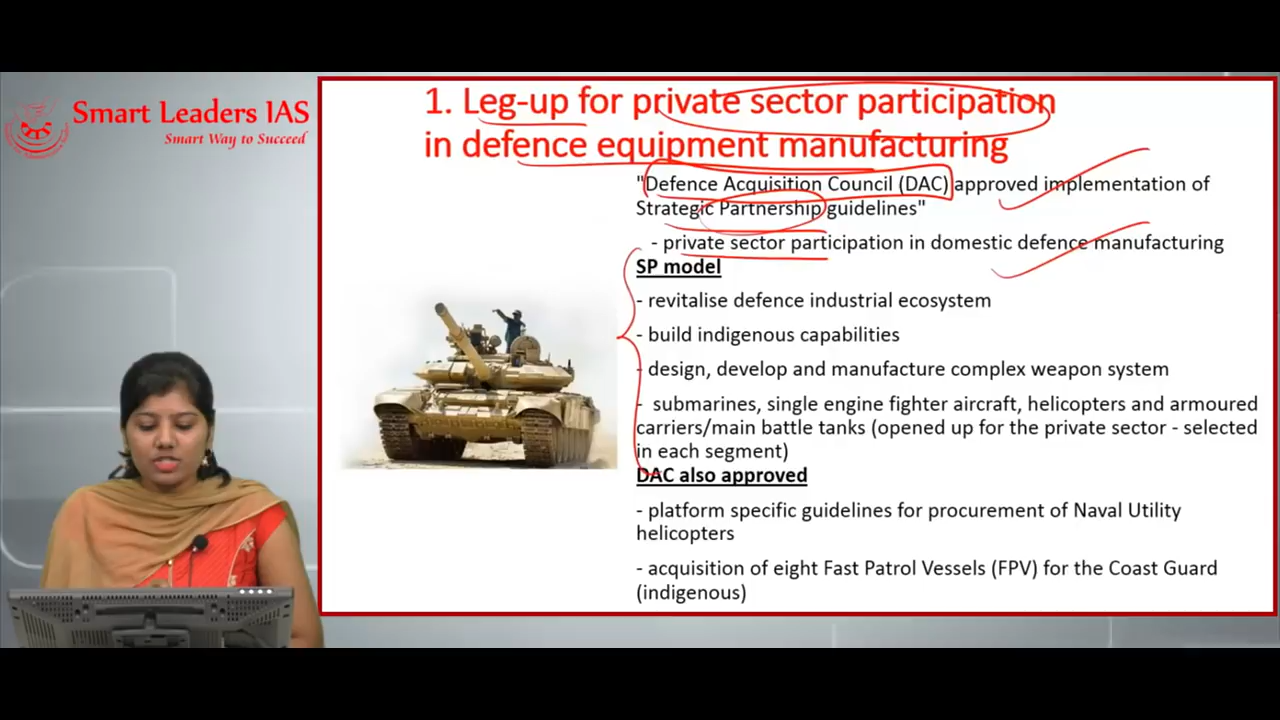 Smart Leaders IAS
Smart Way to Succeed
1. Leg-up for private sector participation
in defence equipment manufacturing
"Defence Acquisition Council (DAC) approved implementation of
Strategic Partnership guidelines"
- private sector participation in domestic defence manufacturing
SP model
- revitalise defence industrial ecosystem
- build indigenous capabilities
- design, develop and manufacture complex weapon system
- submarines, single engine fighter aircraft, helicopters and armoured
carriers/main battle tanks (opened up for the private sector - selected
in each segment)
DAC also approved
- platform specific guidelines for procurement of Naval Utility
helicopters
- acquisition of eight Fast Patrol Vessels (FPV) for the Coast Guard
(indigenous)